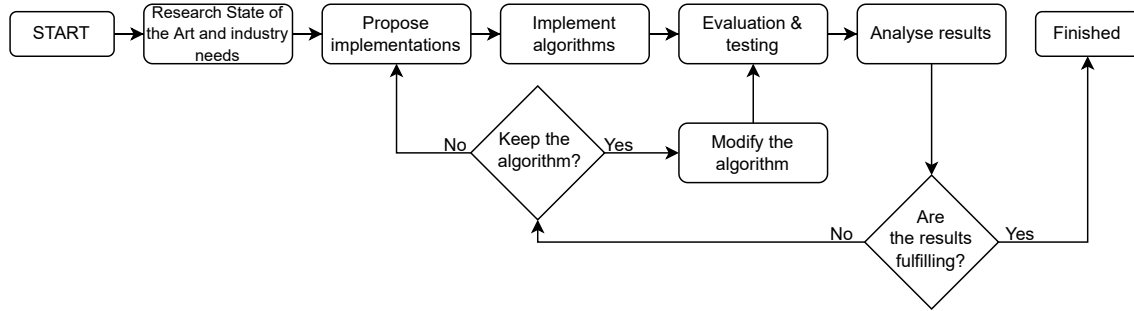 START
Research State of
the Art and industry
needs
Propose
implementations
Implement
algorithms
Evaluation &
testing
Analyse results
Finished
No
Keep the
algorithm?
Yes
Modify the
algorithm
No
Are
the results
fulfilling?
Yes